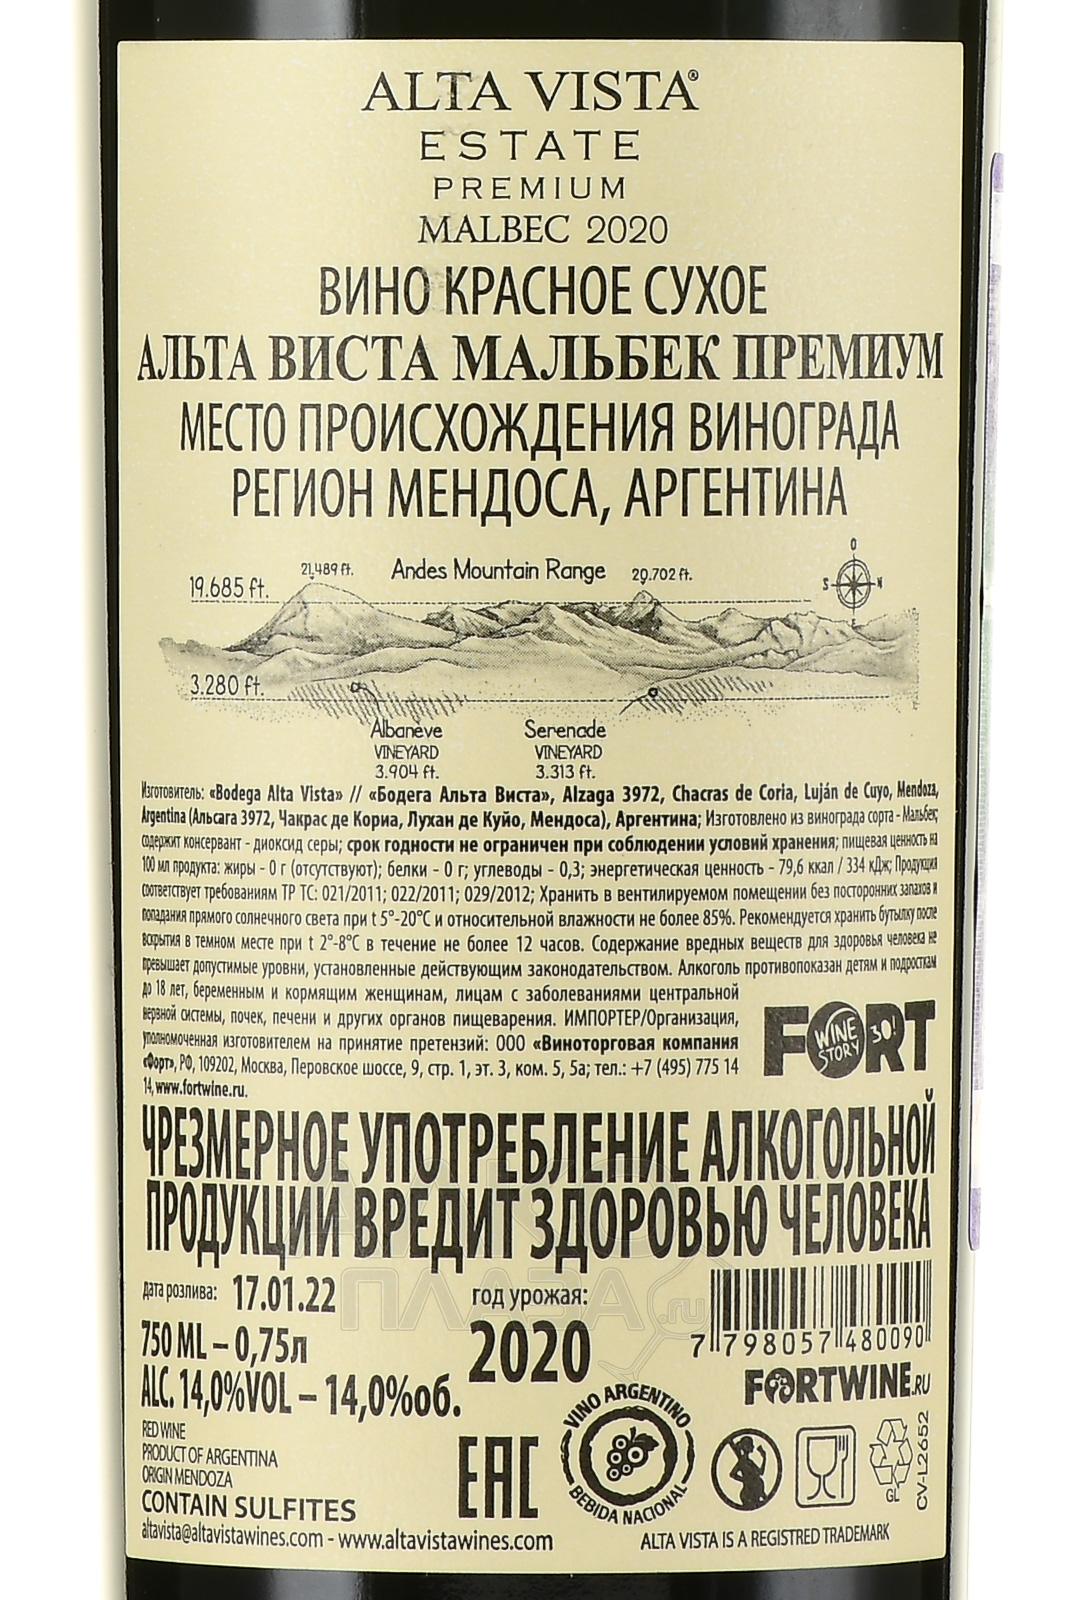 ALTA VISTA®
ESTATE
PREMIUM
MALBEC 2020
ВИНО КРАСНОЕ СУХОЕ
АЛЬТА ВИСТА МАЛЬБЕК ПРЕМИУМ
МЕСТО ПРОИСХОЖДЕНИЯ ВИНОГРАДА
РЕГИОН МЕНДОСА, АРГЕНТИНА
21.489 ft. Andes Mountain Range 20.702 ft.
19.685 ft.
O
S N
E
3.280 ft.
Albaneve Serenade
VINEYARD VINEYARD
3.904 ft. 3.313 ft.
Изготовитель: «Bodega Alta Vista» // «Бодега Альта Виста», Alzaga 3972, Chacras de Coria, Luján de Cuyo, Mendoza,
Argentina (Альсага 3972, Чакрас де Кориа, Лухан де Куйо, Мендоса), Аргентина; Изготовлено из винограда сорта - Мальбек;
содержит консервант - диоксид серы; срок годности не ограничен при соблюдении условий хранения; пищевая ценность на
100 мл продукта: жиры - 0 г (отсутствуют); белки - 0 г; углеводы - 0,3; энергетическая ценность - 79,6 ккал / 334 кДж; Продукция
соответствует требованиям ТР ТС: 021/2011; 022/2011; 029/2012; Хранить в вентилируемом помещении без посторонних запахов и
попадания прямого солнечного света при t 5°-20°C и относительной влажности не более 85%. Рекомендуется хранить бутылку после
вскрытия в темном месте при t 2°-8°C в течение не более 12 часов. Содержание вредных веществ для здоровья человека не
превышает допустимые уровни, установленные действующим законодательством. Алкоголь противопоказан детям и подросткам
до 18 лет, беременным и кормящим женщинам, лицам с заболеваниями центральной
нервной системы, почек, печени и других органов пищеварения. ИМПОРТЕР/Организация,
уполномоченная изготовителем на принятие претензий: ООО «Виноторговая компания
«Форт», РФ, 109202, Москва, Перовское шоссе, 9, стр. 1, эт. 3, ком. 5, 5а; тел.: +7 (495) 775 14
14, www.fortwine.ru.
FORT
WINE STORY 30!
ЧРЕЗМЕРНОЕ УПОТРЕБЛЕНИЕ АЛКОГОЛЬНОЙ
ПРОДУКЦИИ ВРЕДИТ ЗДОРОВЬЮ ЧЕЛОВЕКА
АЛКО
ПЛАЗА.ru
дата розлива: 17.01.22
год урожая:
2020
750 ML – 0,75л
ALC. 14,0%VOL – 14,0%об.
7 798057 480090
FORTWINE.RU
RED WINE
PRODUCT OF ARGENTINA
ORIGIN MENDOZA
CONTAIN SULFITES
altavista@altavistawines.com - www.altavistawines.com
EAC
VINO ARGENTINO
BEBIDA NACIONAL
GL
CV-L2652
ALTA VISTA IS A REGISTRED TRADEMARK